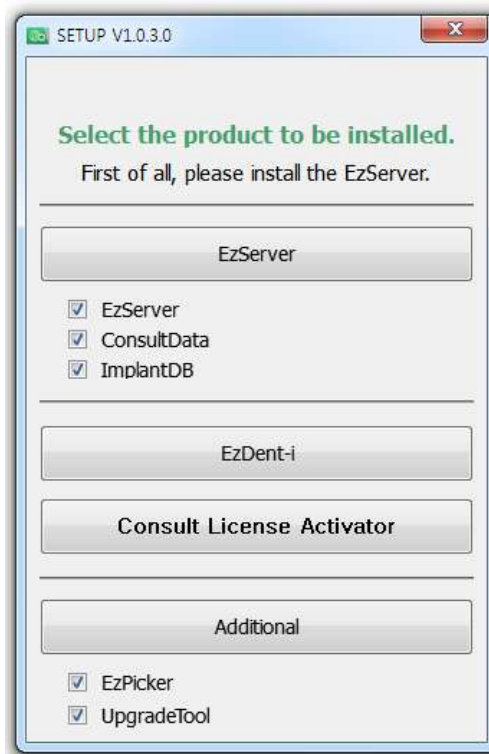 SETUP V1.0.3.0
Select the product to be installed.
First of all, please install the EzServer.
EzServer
EzServer
ConsultData
ImplantDB
EzDent-i
Consult License Activator
Additional
EzPicker
UpgradeTool